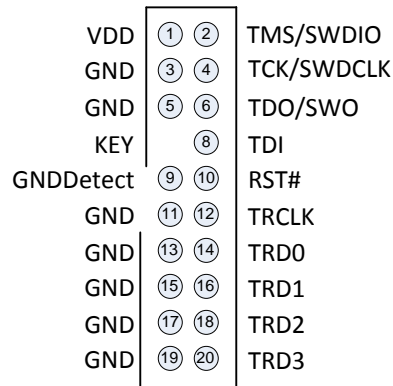 VDD 1 2 TMS/SWDIO
GND 3 4 TCK/SWDCLK
GND 5 6 TDO/SWO
KEY 8 TDI
GNDDetect 9 10 RST#
GND 11 12 TRCLK
GND 13 14 TRD0
GND 15 16 TRD1
GND 17 18 TRD2
GND 19 20 TRD3